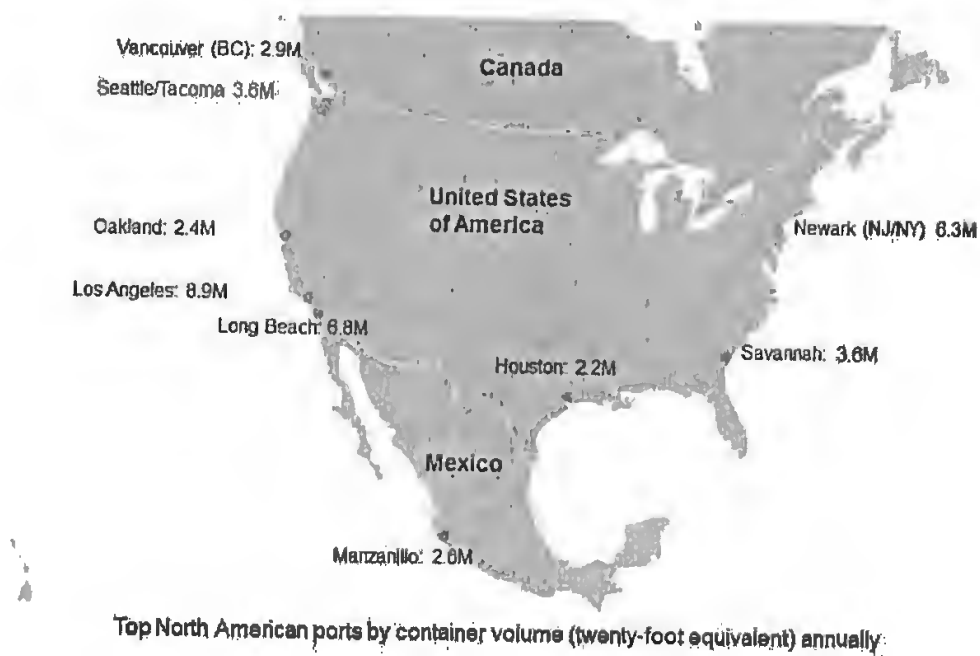 Vancouver (BC): 2.9M
Canada
Seattle/Tacoma 3.6M
United States
of America
Oakland: 2.4M
Newark (NJ/NY) 6.3M
Los Angeles: 8.9M
Long Beach: 6.8M
Houston: 2.2M
Savannah: 3.6M
Mexico
Manzanillo: 2.6M
Top North American ports by container volume (twenty-foot equivalent) annually